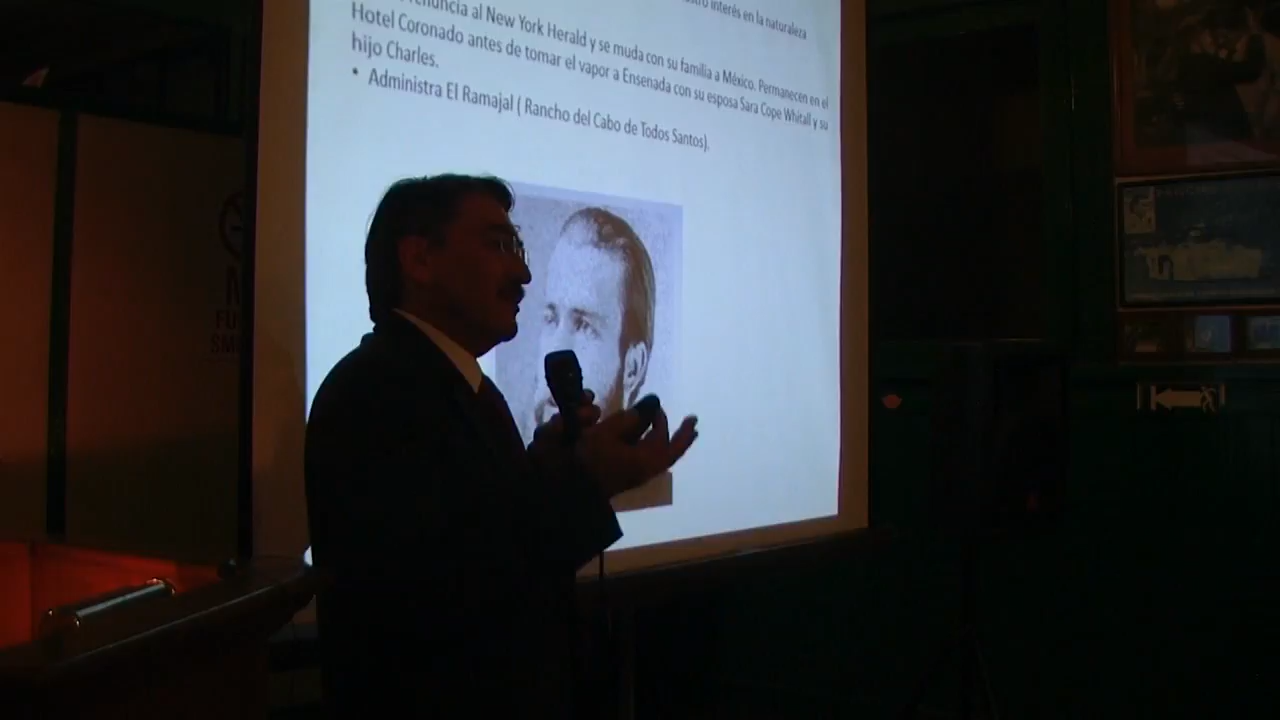 interés en la naturaleza
al New York Herald y se muda con su familia a México. Permanecen en el
Hotel Coronado antes de tomar el vapor a Ensenada con su esposa Sara Cope Whitall y su
hijo Charles.
• Administra El Ramajal ( Rancho del Cabo de Todos Santos).